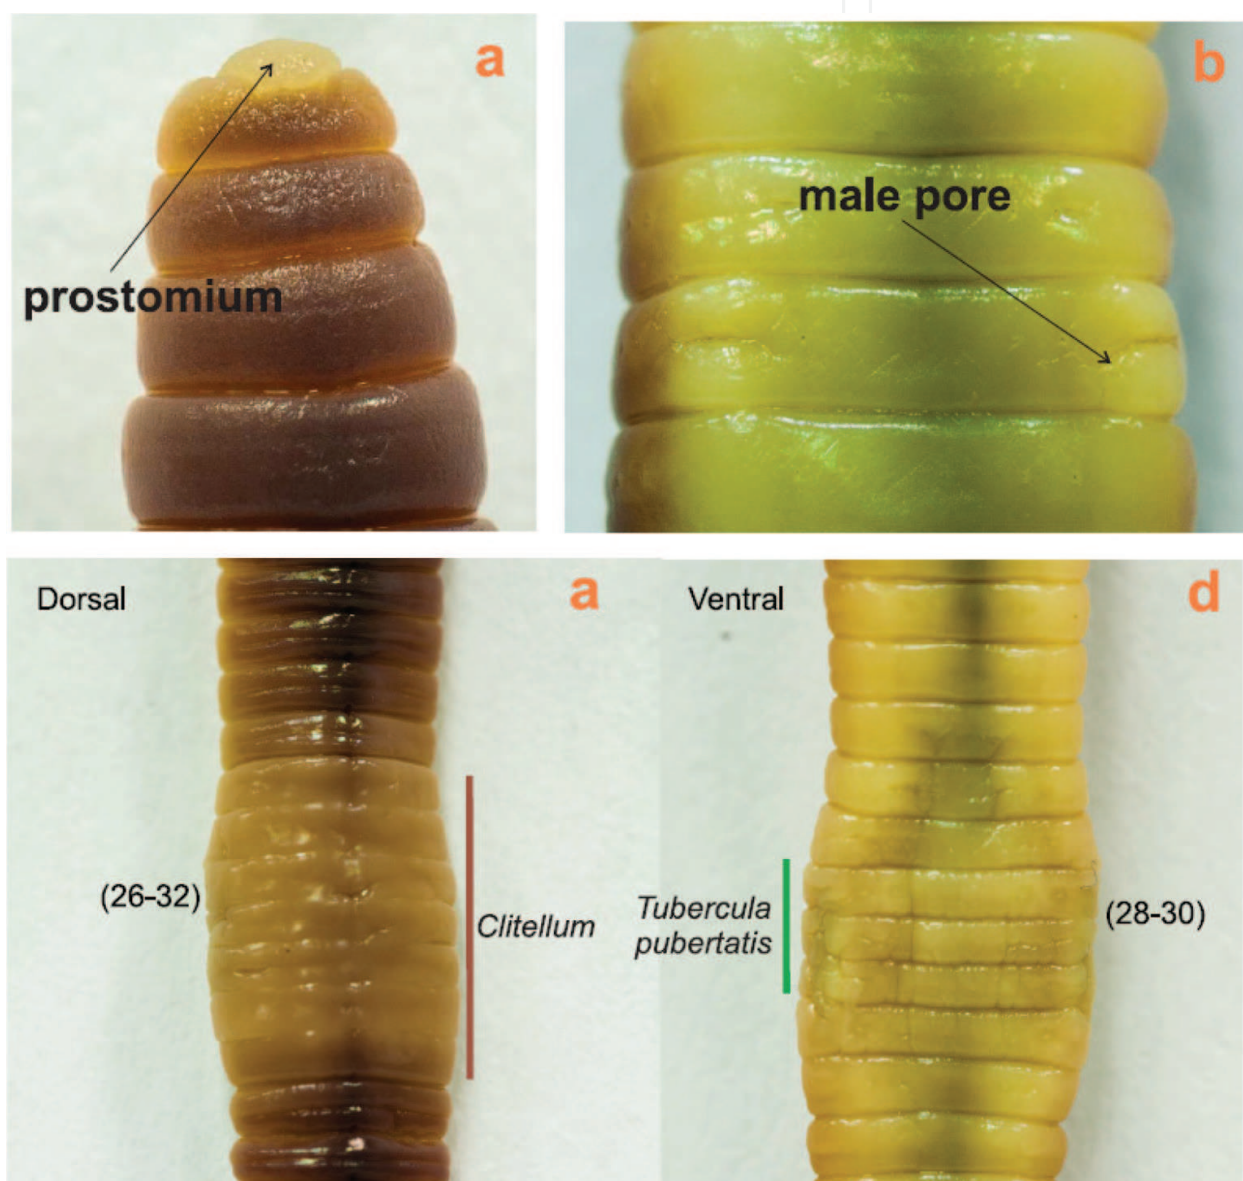 a
prostomium
b
male pore
Dorsal
a
(26-32)
Clitellum
Ventral
d
Tubercula
pubertatis
(28-30)